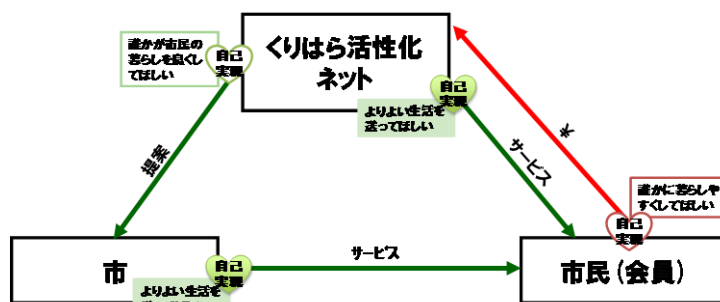 くりはら活性化
ネット
誰かが市民の
暮らしを良くし
てほしい
自己
実現
自己
実現
よりよい生活を
送ってほしい
提案
サービス
誰かに暮らしや
すくしてほしい
自己
実現
市
自己
実現
よりよい生活を
サービス
市民(会員)